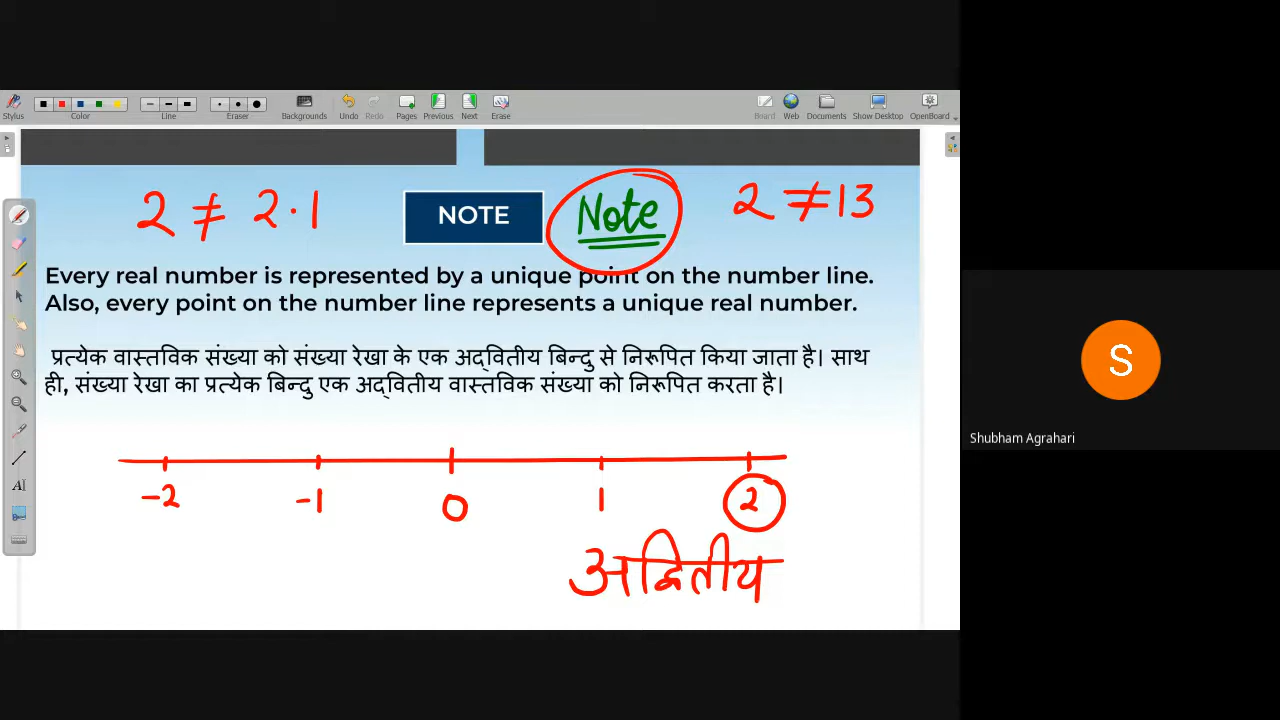 Stylus
Color
Line
Eraser
Backgrounds
Undo
Redo
Pages
Previous
Next
Erase
Board
Web
Documents
Show Desktop
OpenBoard
2 ≠ 2·1
NOTE
Note
2 ≠ 13
Every real number is represented by a unique point on the number line.
Also, every point on the number line represents a unique real number.
प्रत्येक वास्तविक संख्या को संख्या रेखा के एक अद्वितीय बिन्दु से निरूपित किया जाता है। साथ
ही, संख्या रेखा का प्रत्येक बिन्दु एक अद्वितीय वास्तविक संख्या को निरूपित करता है।
-2 -1 0 1 2
अद्वितीय
AI
S
Shubham Agrahari